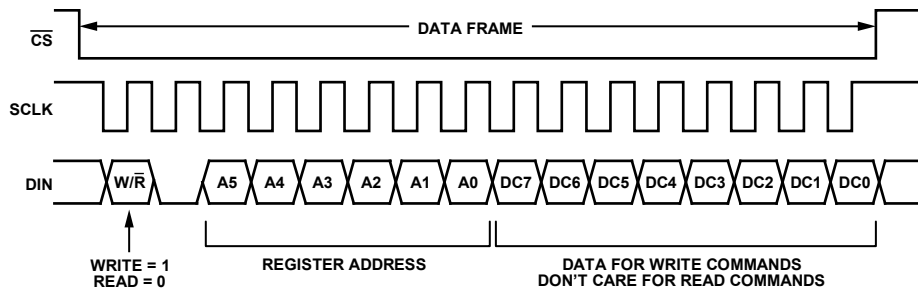 DATA FRAME
C̅S̅
SCLK
DIN W/R̅ A5 A4 A3 A2 A1 A0 DC7 DC6 DC5 DC4 DC3 DC2 DC1 DC0
WRITE = 1
READ = 0
REGISTER ADDRESS
DATA FOR WRITE COMMANDS
DON'T CARE FOR READ COMMANDS